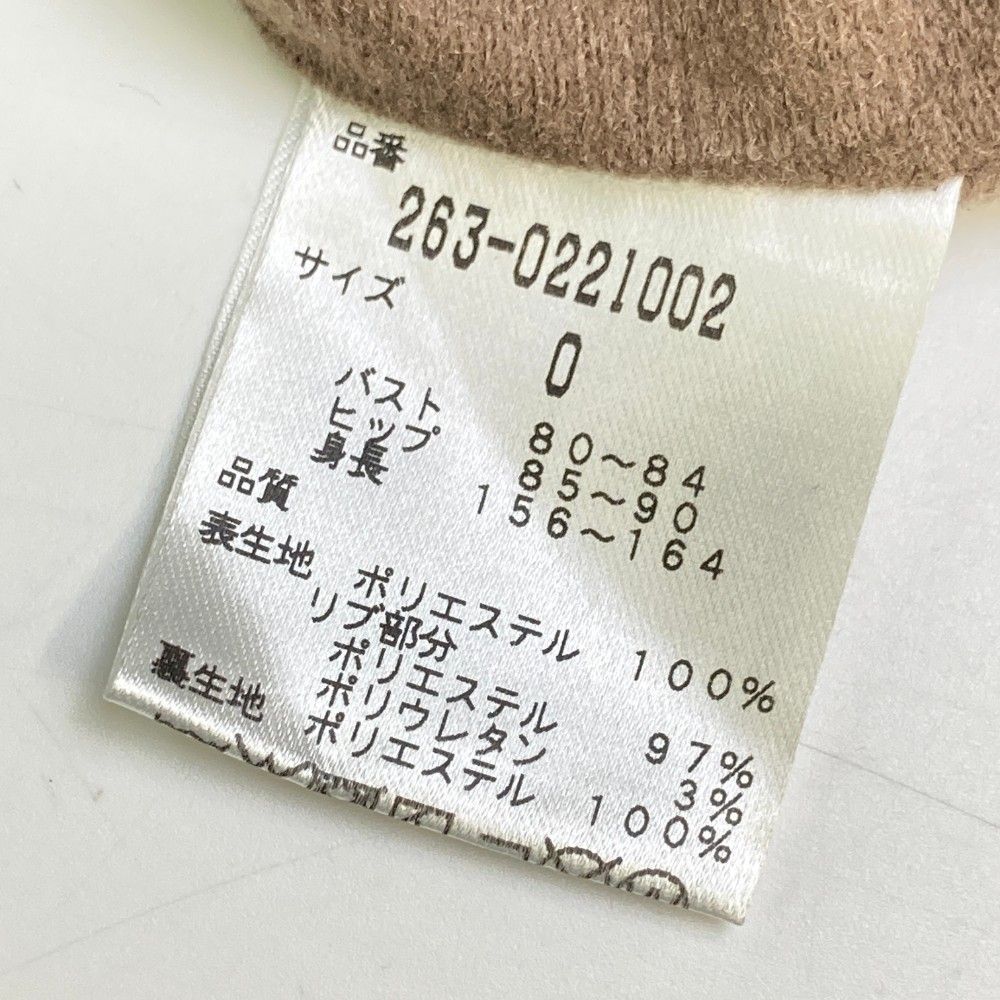 品番
263-0221002
サイズ
0
バスト 80~84
ヒップ 85~90
身長 156~164
品質
表生地 ポリエステル 100%
リブ部分
ポリエステル 97%
ポリウレタン 3%
裏生地 ポリエステル 100%